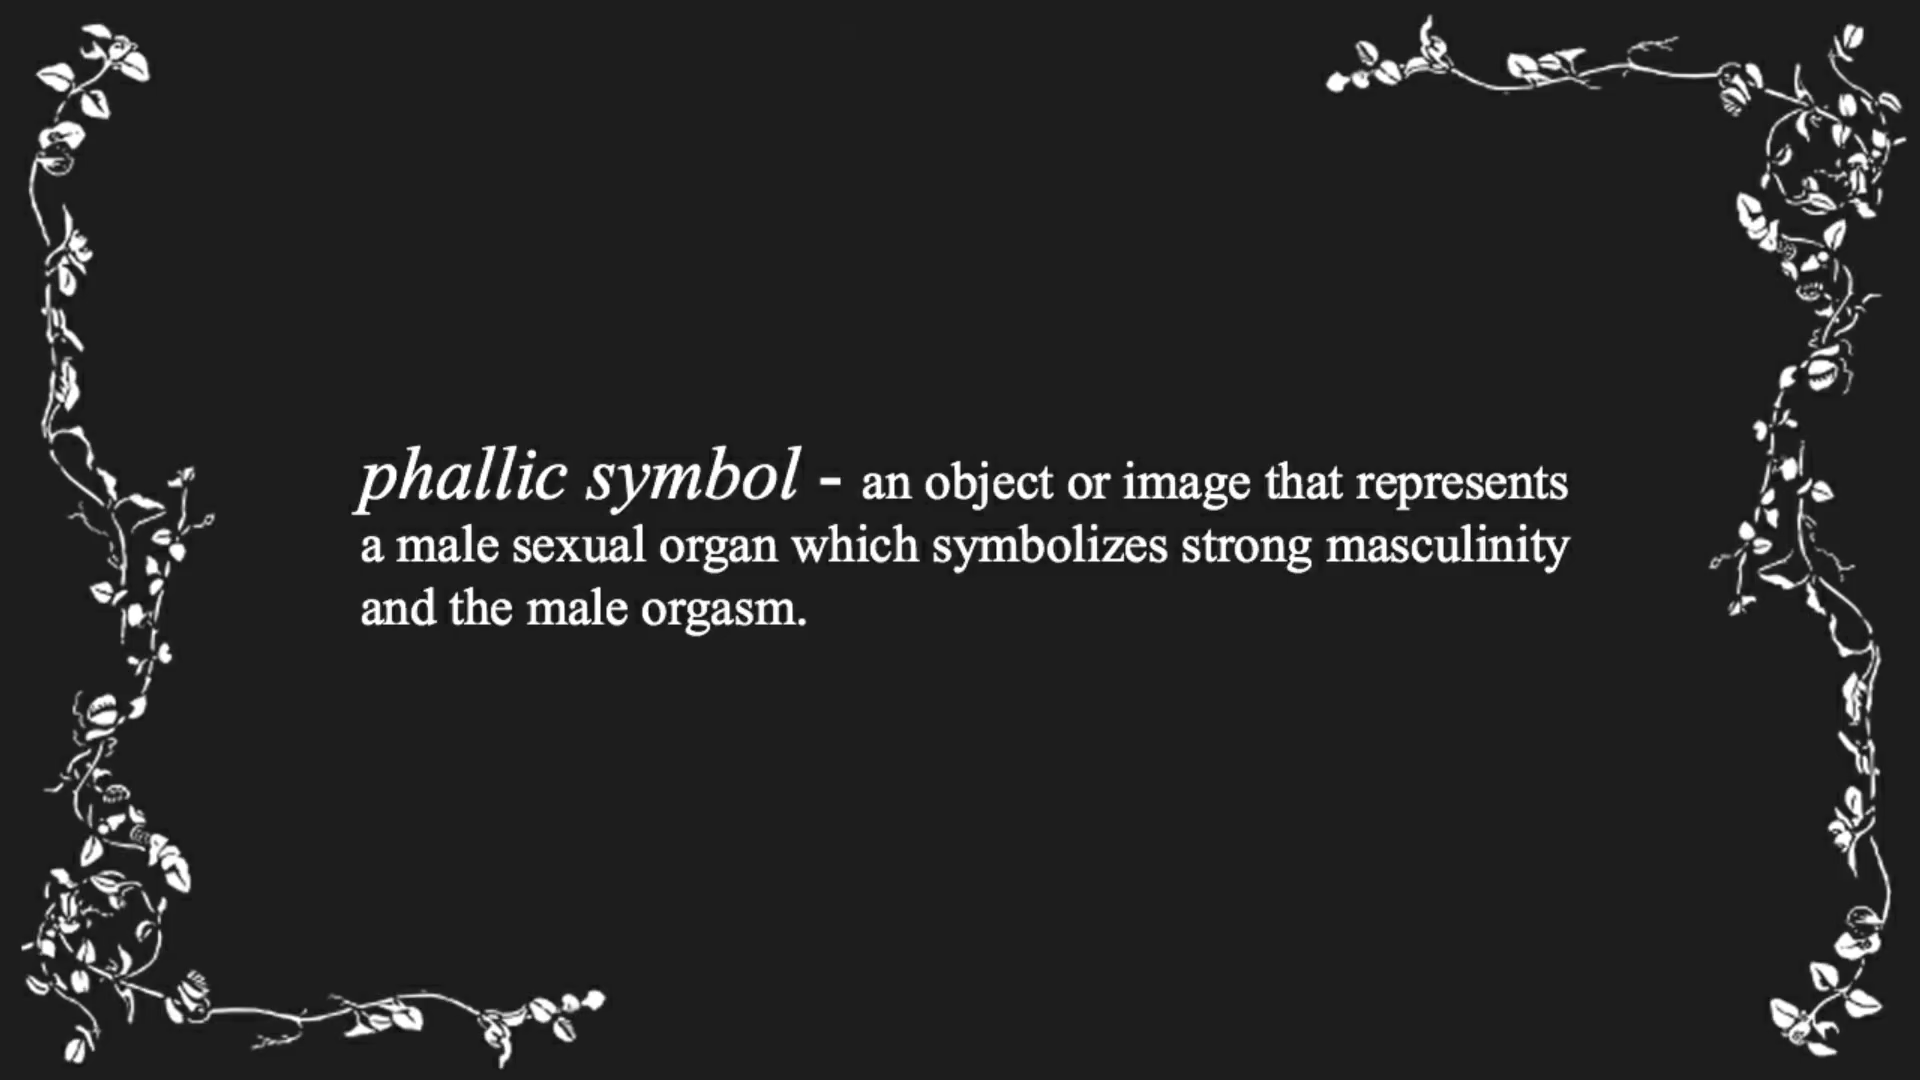 phallic symbol - an object or image that represents
a male sexual organ which symbolizes strong masculinity
and the male orgasm.